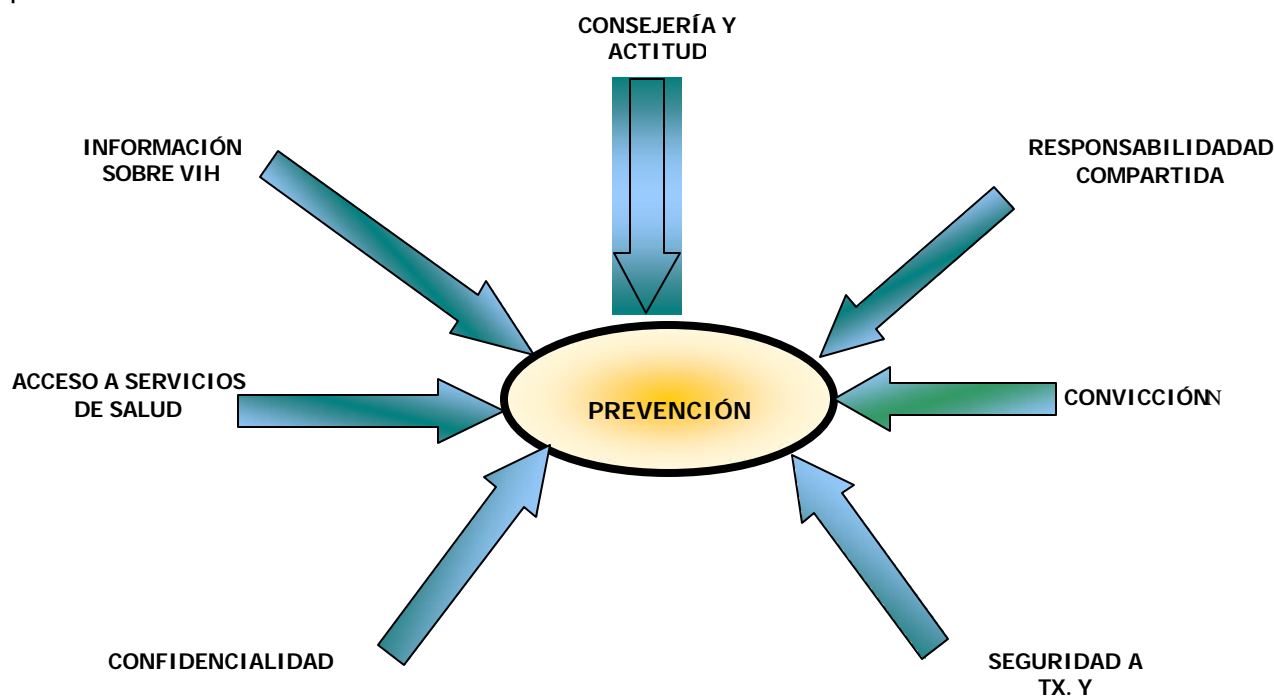 CONSEJERÍA Y
ACTITUD
INFORMACIÓN
SOBRE VIH
RESPONSABILIDADAD
COMPARTIDA
ACCESO A SERVICIOS
DE SALUD
PREVENCIÓN
CONVICCIÓNN
CONFIDENCIALIDAD
SEGURIDAD A
TX. Y